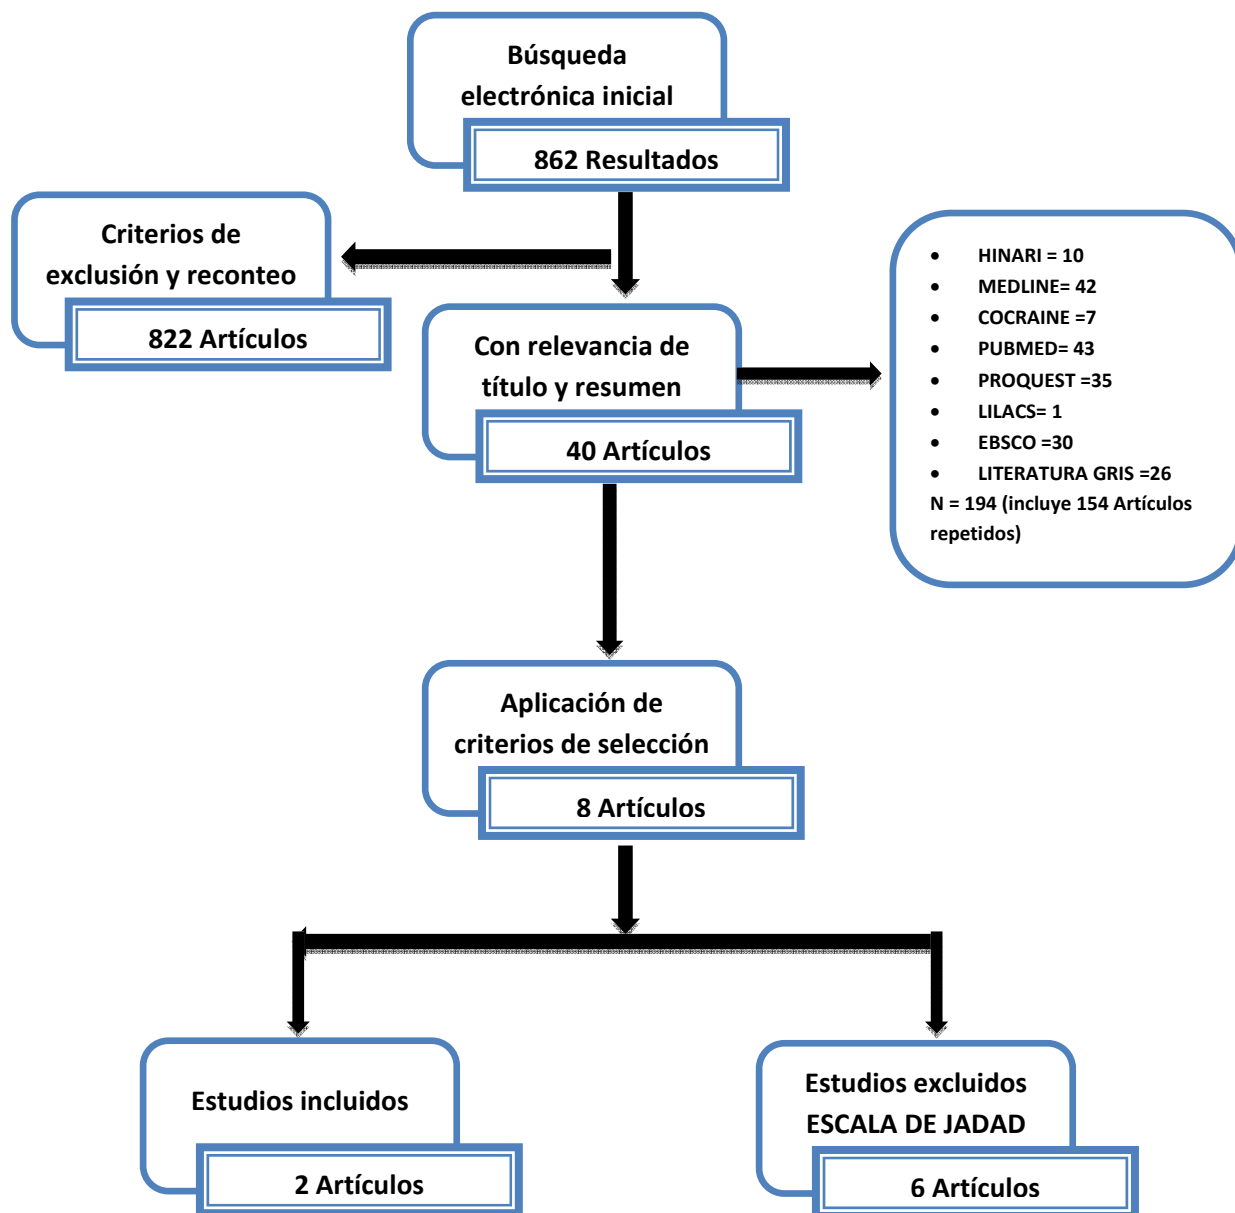 Búsqueda
electrónica inicial
862 Resultados
Criterios de
exclusión y reconteo
822 Artículos
Con relevancia de
título y resumen
40 Artículos
• HINARI = 10
• MEDLINE= 42
• COCRAINE =7
• PUBMED= 43
• PROQUEST =35
• LILACS= 1
• EBSCO =30
• LITERATURA GRIS =26
N = 194 (incluye 154 Artículos
repetidos)
Aplicación de
criterios de selección
8 Artículos
Estudios incluidos
2 Artículos
Estudios excluidos
ESCALA DE JADAD
6 Artículos